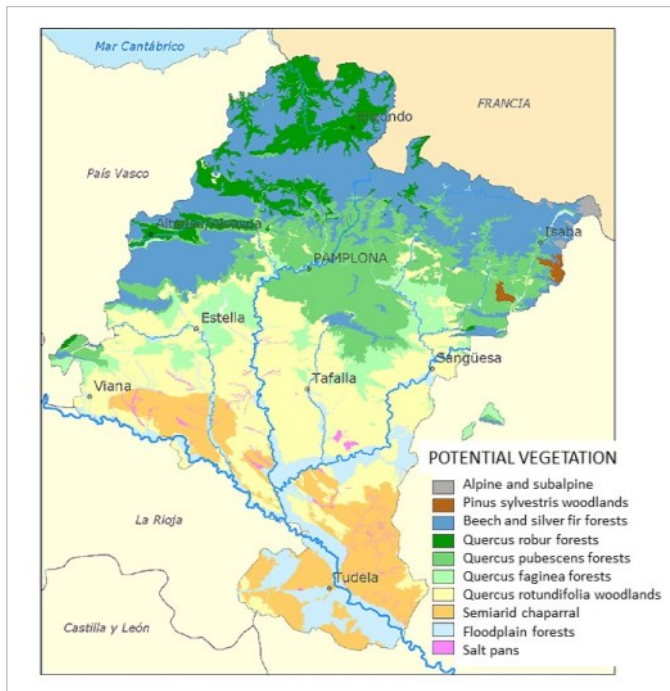 Mar Cantábrico
FRANCIA
País Vasco
Isaba
PAMPLONA
Estella
Sangüesa
Viana
Tafalla
POTENTIAL VEGETATION
Alpine and subalpine
Pinus sylvestris woodlands
Beech and silver fir forests
Quercus robur forests
Quercus pubescens forests
Quercus faginea forests
Quercus rotundifolia woodlands
Semiarid chaparral
Floodplain forests
Salt pans
La Rioja
Tudela
Castilla y León